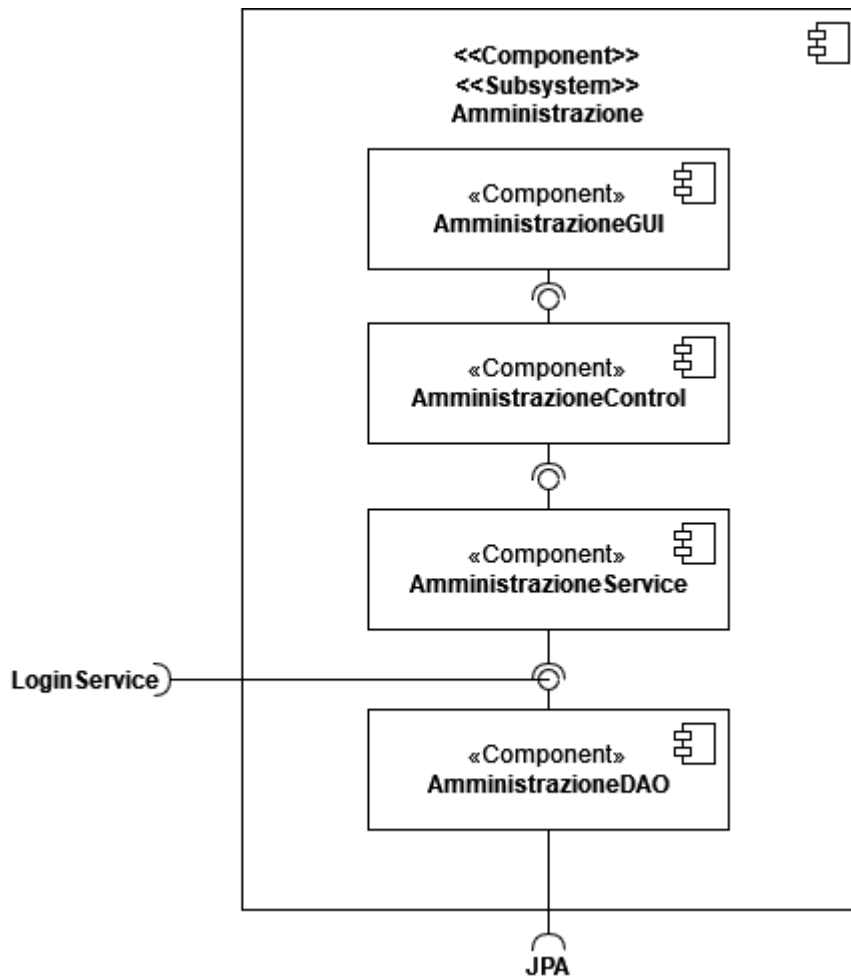 <<Component>>
<<Subsystem>>
Amministrazione
«Component»
AmministrazioneGUI
«Component»
AmministrazioneControl
«Component»
AmministrazioneService
LoginService
«Component»
AmministrazioneDAO
JPA